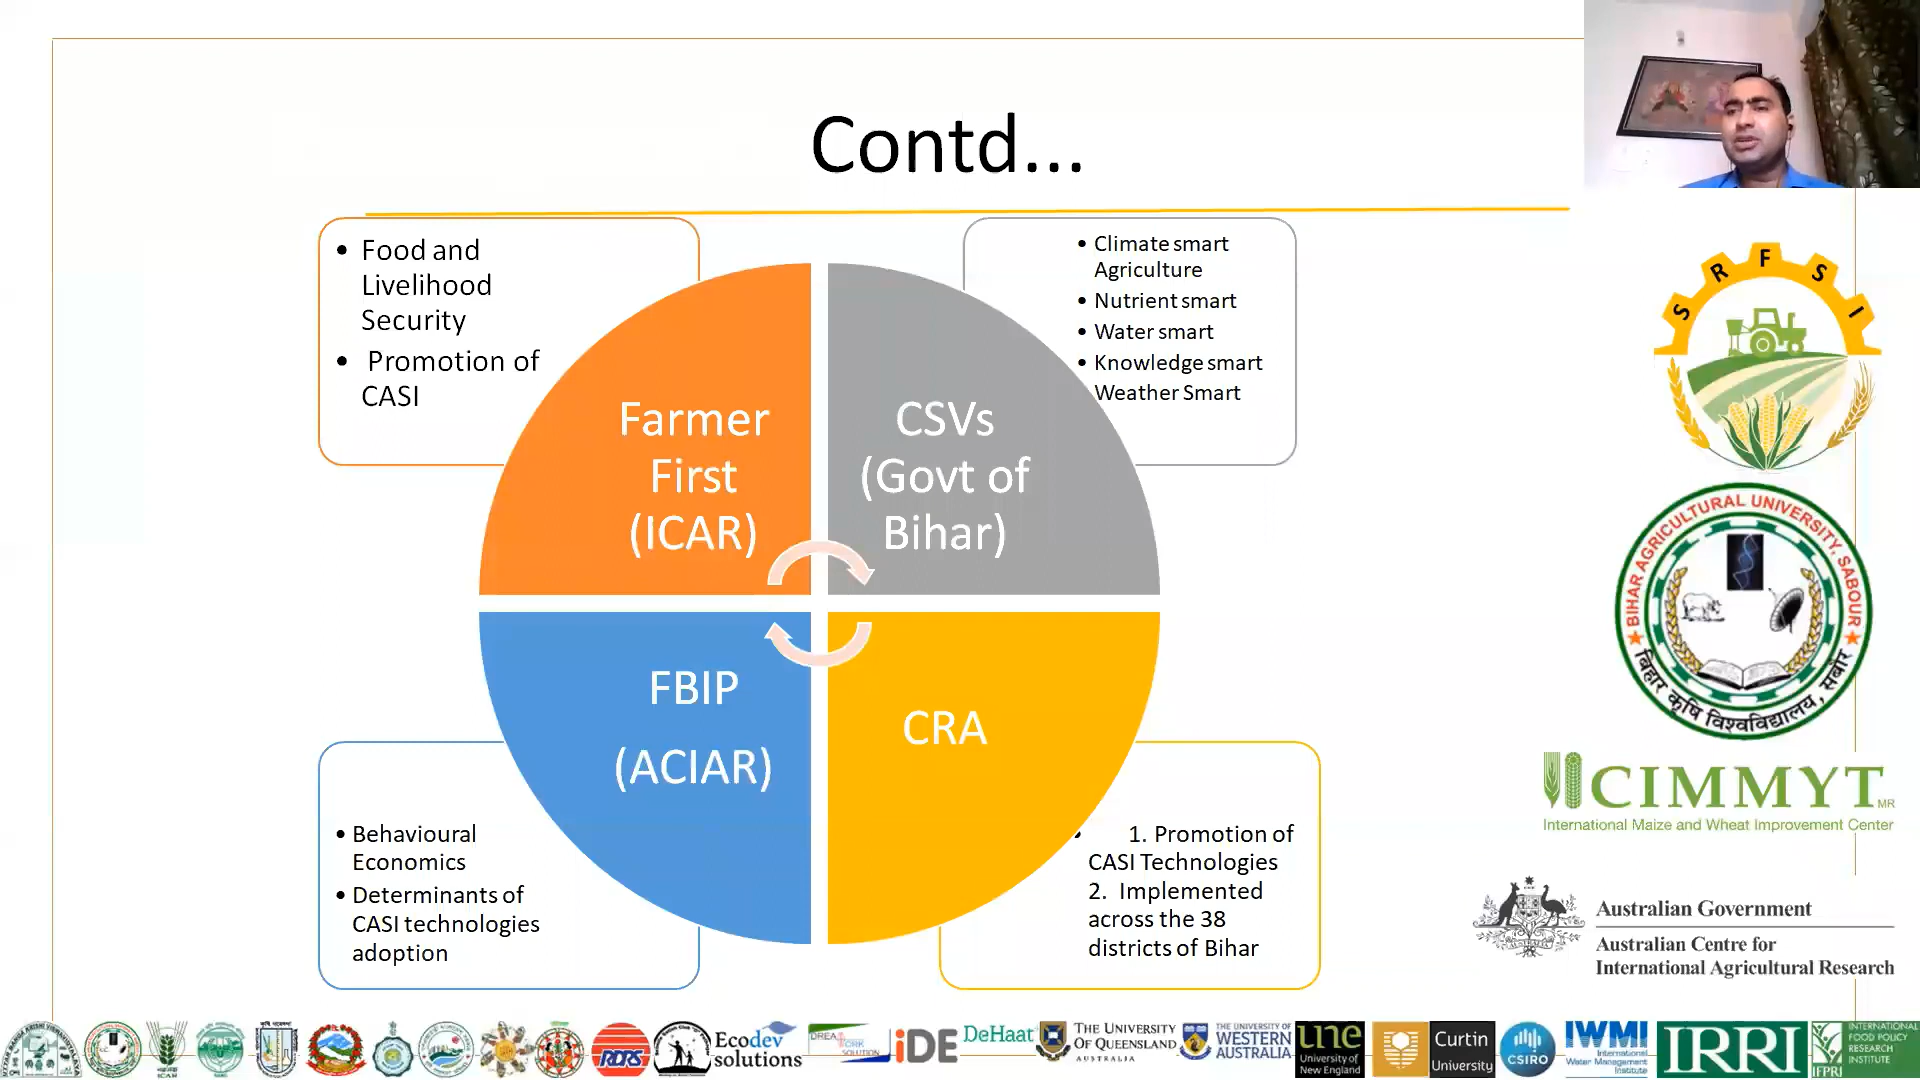 Contd...
• Food and
Livelihood
Security
• Promotion of
CASI
• Climate smart
Agriculture
• Nutrient smart
• Water smart
• Knowledge smart
Weather Smart
Farmer
First
(ICAR)
CSVs
(Govt of
Bihar)
FBIP
(ACIAR)
CRA
• Behavioural
Economics
• Determinants of
CASI technologies
adoption
• 1. Promotion of
CASI Technologies
2. Implemented
across the 38
districts of Bihar
S R F S I
BIHAR AGRICULTURAL UNIVERSITY, SABOUR
बिहार कृषि विश्वविद्यालय, सबौर
CIMMYT MR
International Maize and Wheat Improvement Center
Australian Government
Australian Centre for
International Agricultural Research
ICAR
RDRS
Ecodev
solutions
iDE
DeHaat
THE UNIVERSITY
OF QUEENSLAND
AUSTRALIA
THE UNIVERSITY OF
WESTERN
AUSTRALIA
une
University of
New England
Curtin
University
CSIRO
IWMI
International
Water Management
Institute
IRRI
IFPRI
INTERNATIONAL
FOOD POLICY
RESEARCH
INSTITUTE